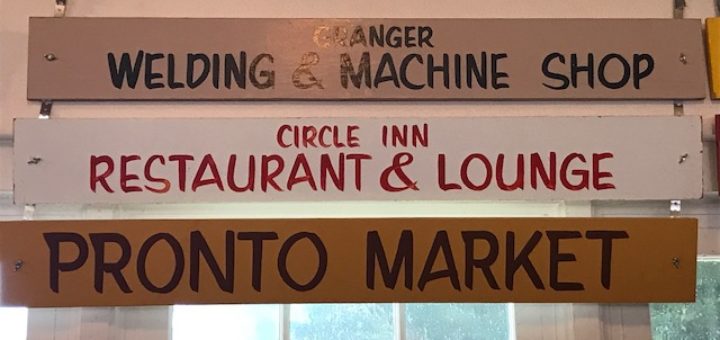 GRANGER
WELDING & MACHINE SHOP
CIRCLE INN
RESTAURANT & LOUNGE
PRONTO MARKET